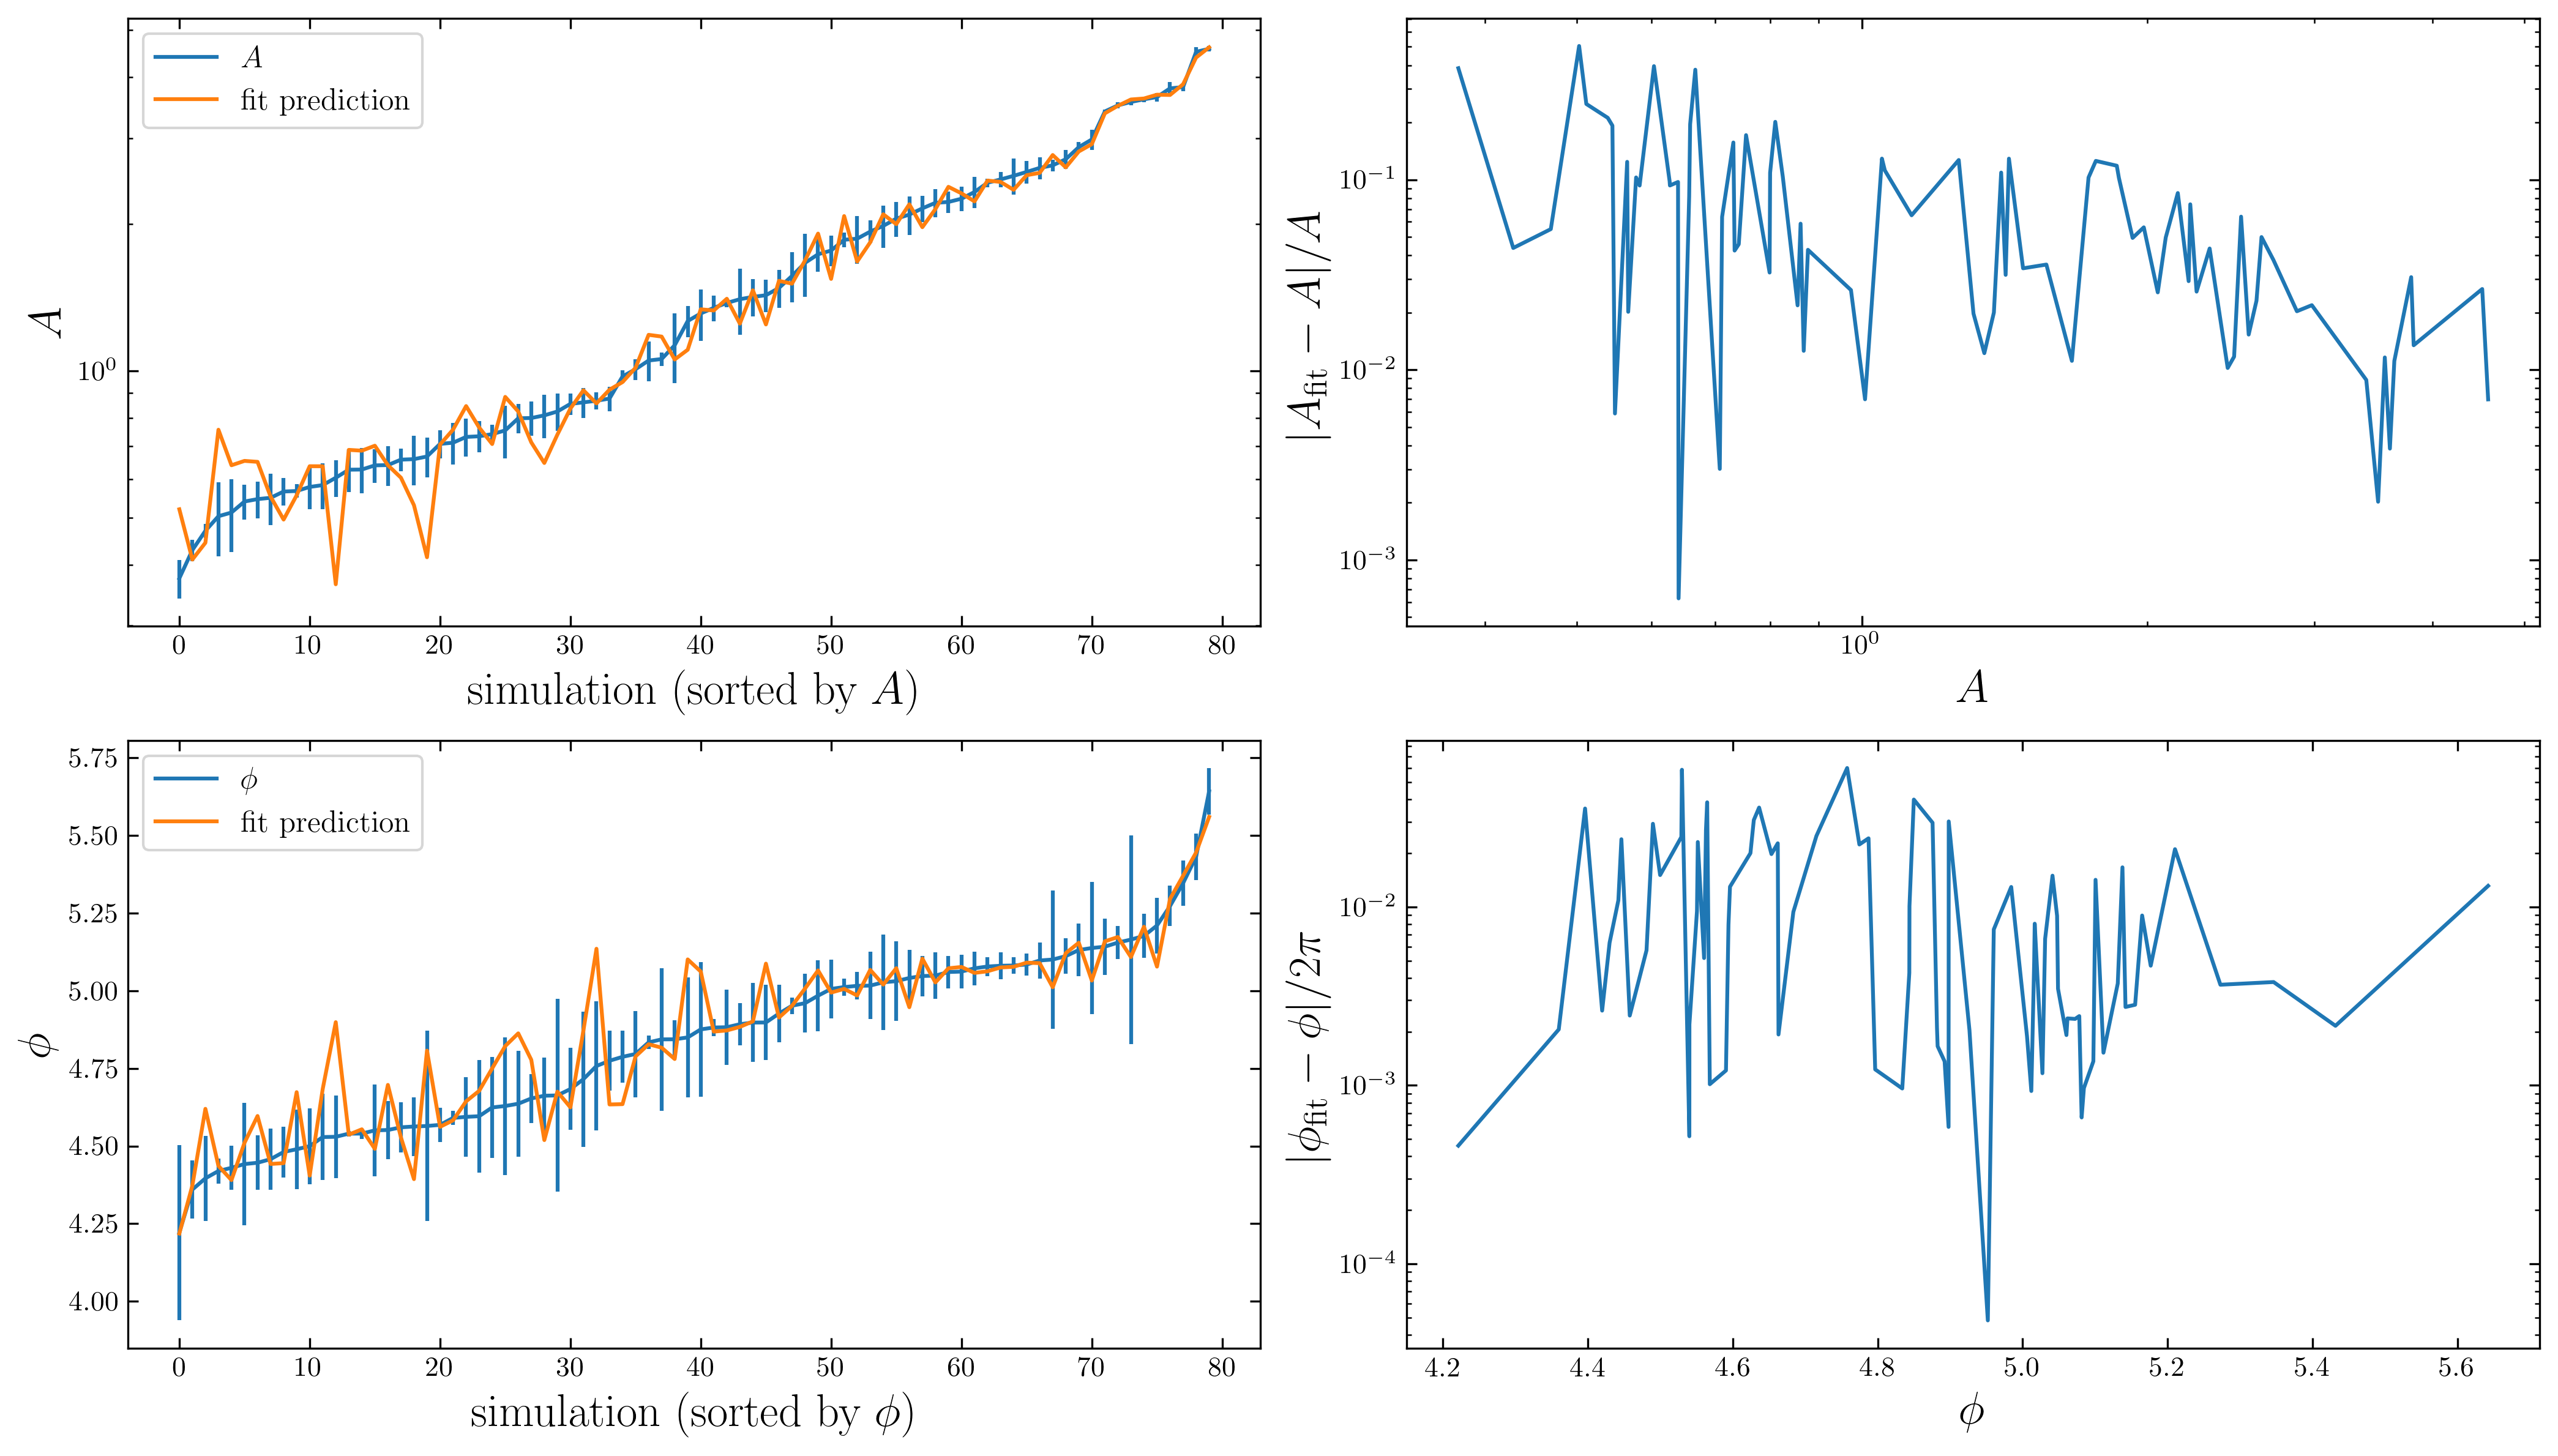 A
fit prediction
A
10^0
0 10 20 30 40 50 60 70 80
simulation (sorted by A)
|A_fit − A|/A
10^−1
10^−2
10^−3
10^0
A
ϕ
fit prediction
ϕ
5.75
5.50
5.25
5.00
4.75
4.50
4.25
4.00
0 10 20 30 40 50 60 70 80
simulation (sorted by ϕ)
|ϕ_fit − ϕ|/2π
10^−2
10^−3
10^−4
4.2 4.4 4.6 4.8 5.0 5.2 5.4 5.6
ϕ